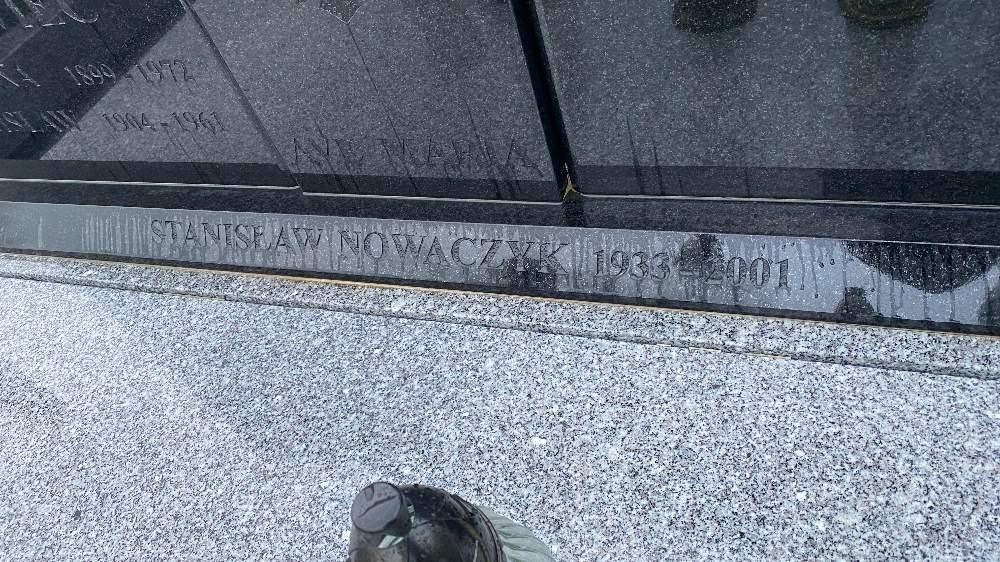 1899 - 1972
1904 - 1961
AVE MARIA
STANISŁAW NOWACZYK 1933 - 2001